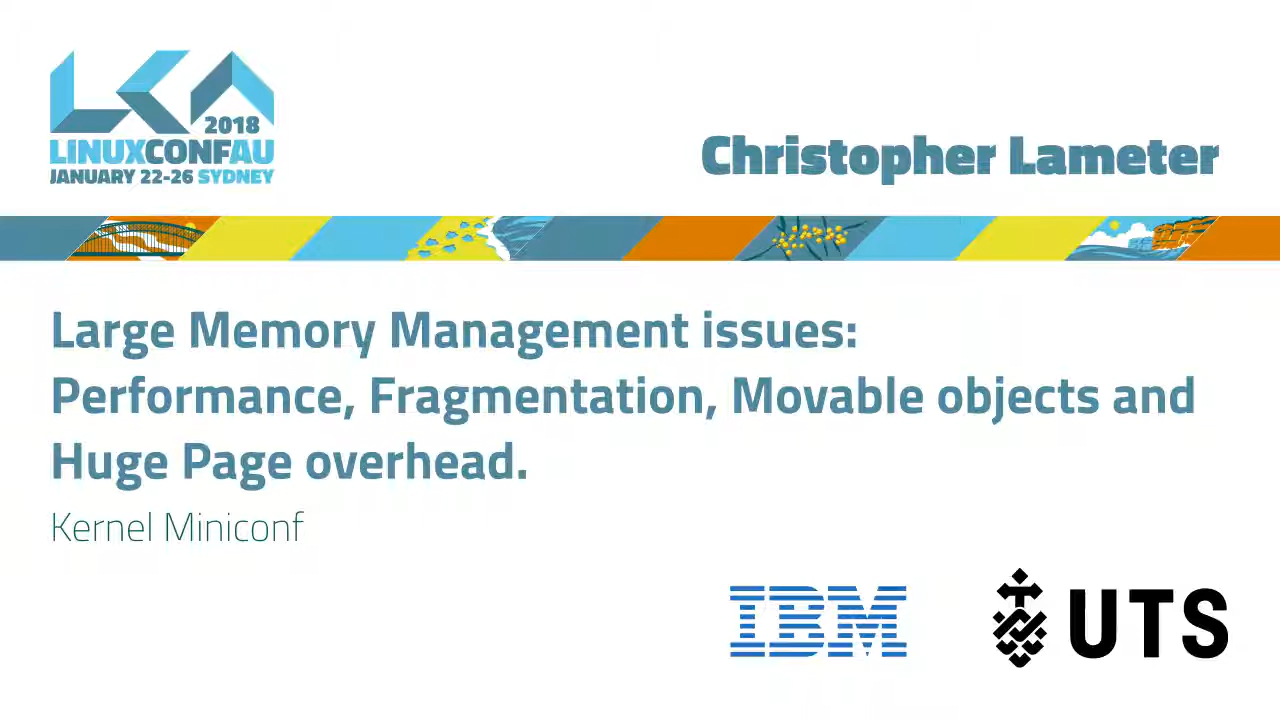 LCA
2018
LINUXCONFAU
JANUARY 22-26 SYDNEY
Christopher Lameter
Large Memory Management issues:
Performance, Fragmentation, Movable objects and
Huge Page overhead.
Kernel Miniconf
IBM
UTS